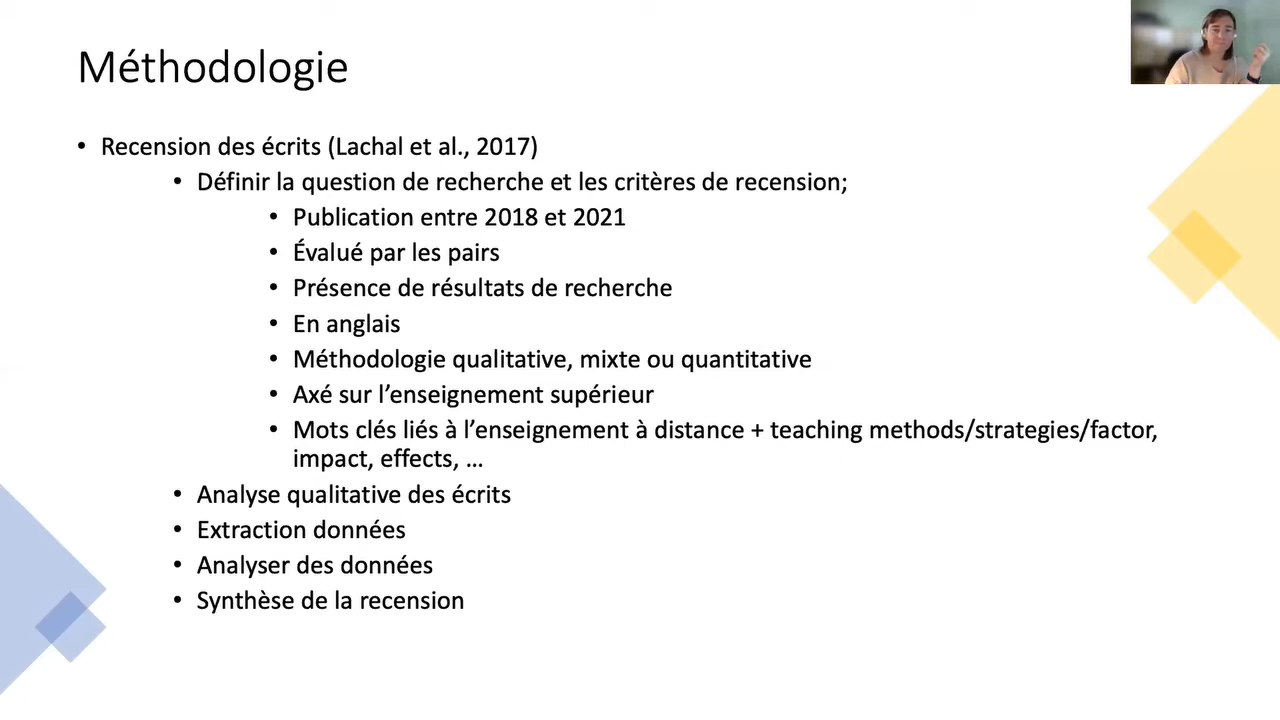 Méthodologie
• Recension des écrits (Lachal et al., 2017)
• Définir la question de recherche et les critères de recension;
• Publication entre 2018 et 2021
• Évalué par les pairs
• Présence de résultats de recherche
• En anglais
• Méthodologie qualitative, mixte ou quantitative
• Axé sur l’enseignement supérieur
• Mots clés liés à l’enseignement à distance + teaching methods/strategies/factor,
impact, effects, …
• Analyse qualitative des écrits
• Extraction données
• Analyser des données
• Synthèse de la recension